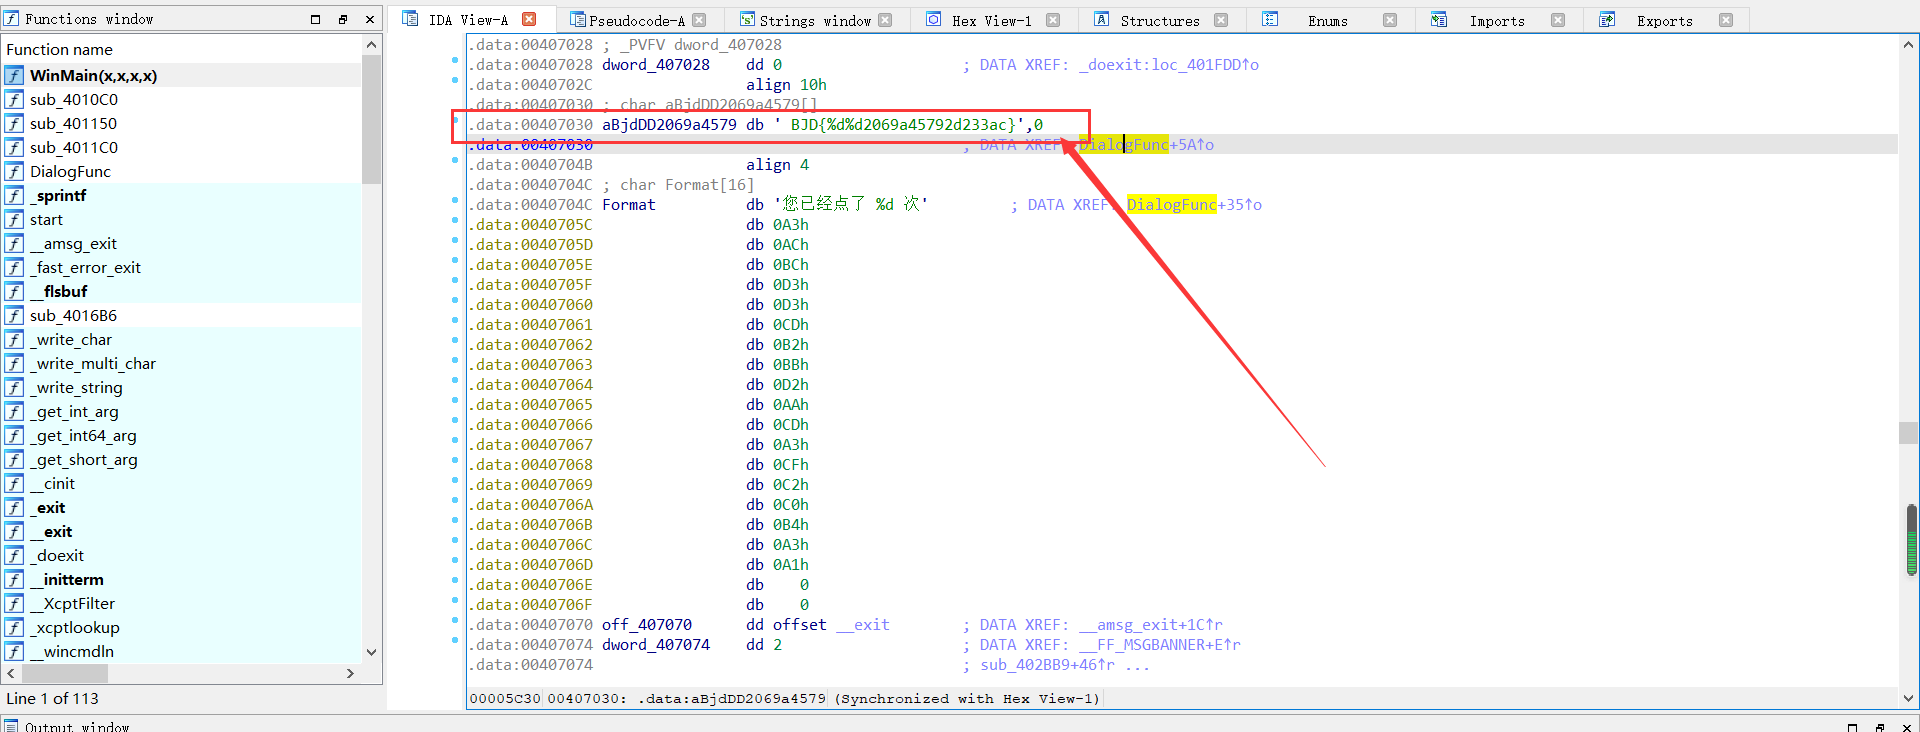 Functions window
Function name
WinMain(x,x,x,x)
sub_4010C0
sub_401150
sub_4011C0
DialogFunc
_sprintf
start
__amsg_exit
_fast_error_exit
__flsbuf
sub_4016B6
_write_char
_write_multi_char
_write_string
_get_int_arg
_get_int64_arg
_get_short_arg
__cinit
_exit
__exit
_doexit
__initterm
__XcptFilter
_xcptlookup
__wincmdln
Line 1 of 113
IDA View-A
Pseudocode-A
Strings window
Hex View-1
Structures
Enums
Imports
Exports
.data:00407028 ; _PVFV dword_407028
.data:00407028 dword_407028 dd 0 ; DATA XREF: _doexit:loc_401FDD↑o
.data:0040702C align 10h
.data:00407030 ; char aBjdDD2069a4579[]
.data:00407030 aBjdDD2069a4579 db ' BJD{%d%d2069a45792d233ac}',0
.data:00407030 ; DATA XREF: DialogFunc+5A↑o
.data:0040704B align 4
.data:0040704C ; char Format[16]
.data:0040704C Format db '您已经点了 %d 次' ; DATA XREF: DialogFunc+35↑o
.data:0040705C db 0A3h
.data:0040705D db 0ACh
.data:0040705E db 0BCh
.data:0040705F db 0D3h
.data:00407060 db 0D3h
.data:00407061 db 0CDh
.data:00407062 db 0B2h
.data:00407063 db 0BBh
.data:00407064 db 0D2h
.data:00407065 db 0AAh
.data:00407066 db 0CDh
.data:00407067 db 0A3h
.data:00407068 db 0CFh
.data:00407069 db 0C2h
.data:0040706A db 0C0h
.data:0040706B db 0B4h
.data:0040706C db 0A3h
.data:0040706D db 0A1h
.data:0040706E db 0
.data:0040706F db 0
.data:00407070 off_407070 dd offset __exit ; DATA XREF: __amsg_exit+1C↑r
.data:00407074 dword_407074 dd 2 ; DATA XREF: __FF_MSGBANNER+E↑r
.data:00407074 ; sub_402BB9+46↑r ...
00005C30 00407030: .data:aBjdDD2069a4579 (Synchronized with Hex View-1)
Output window